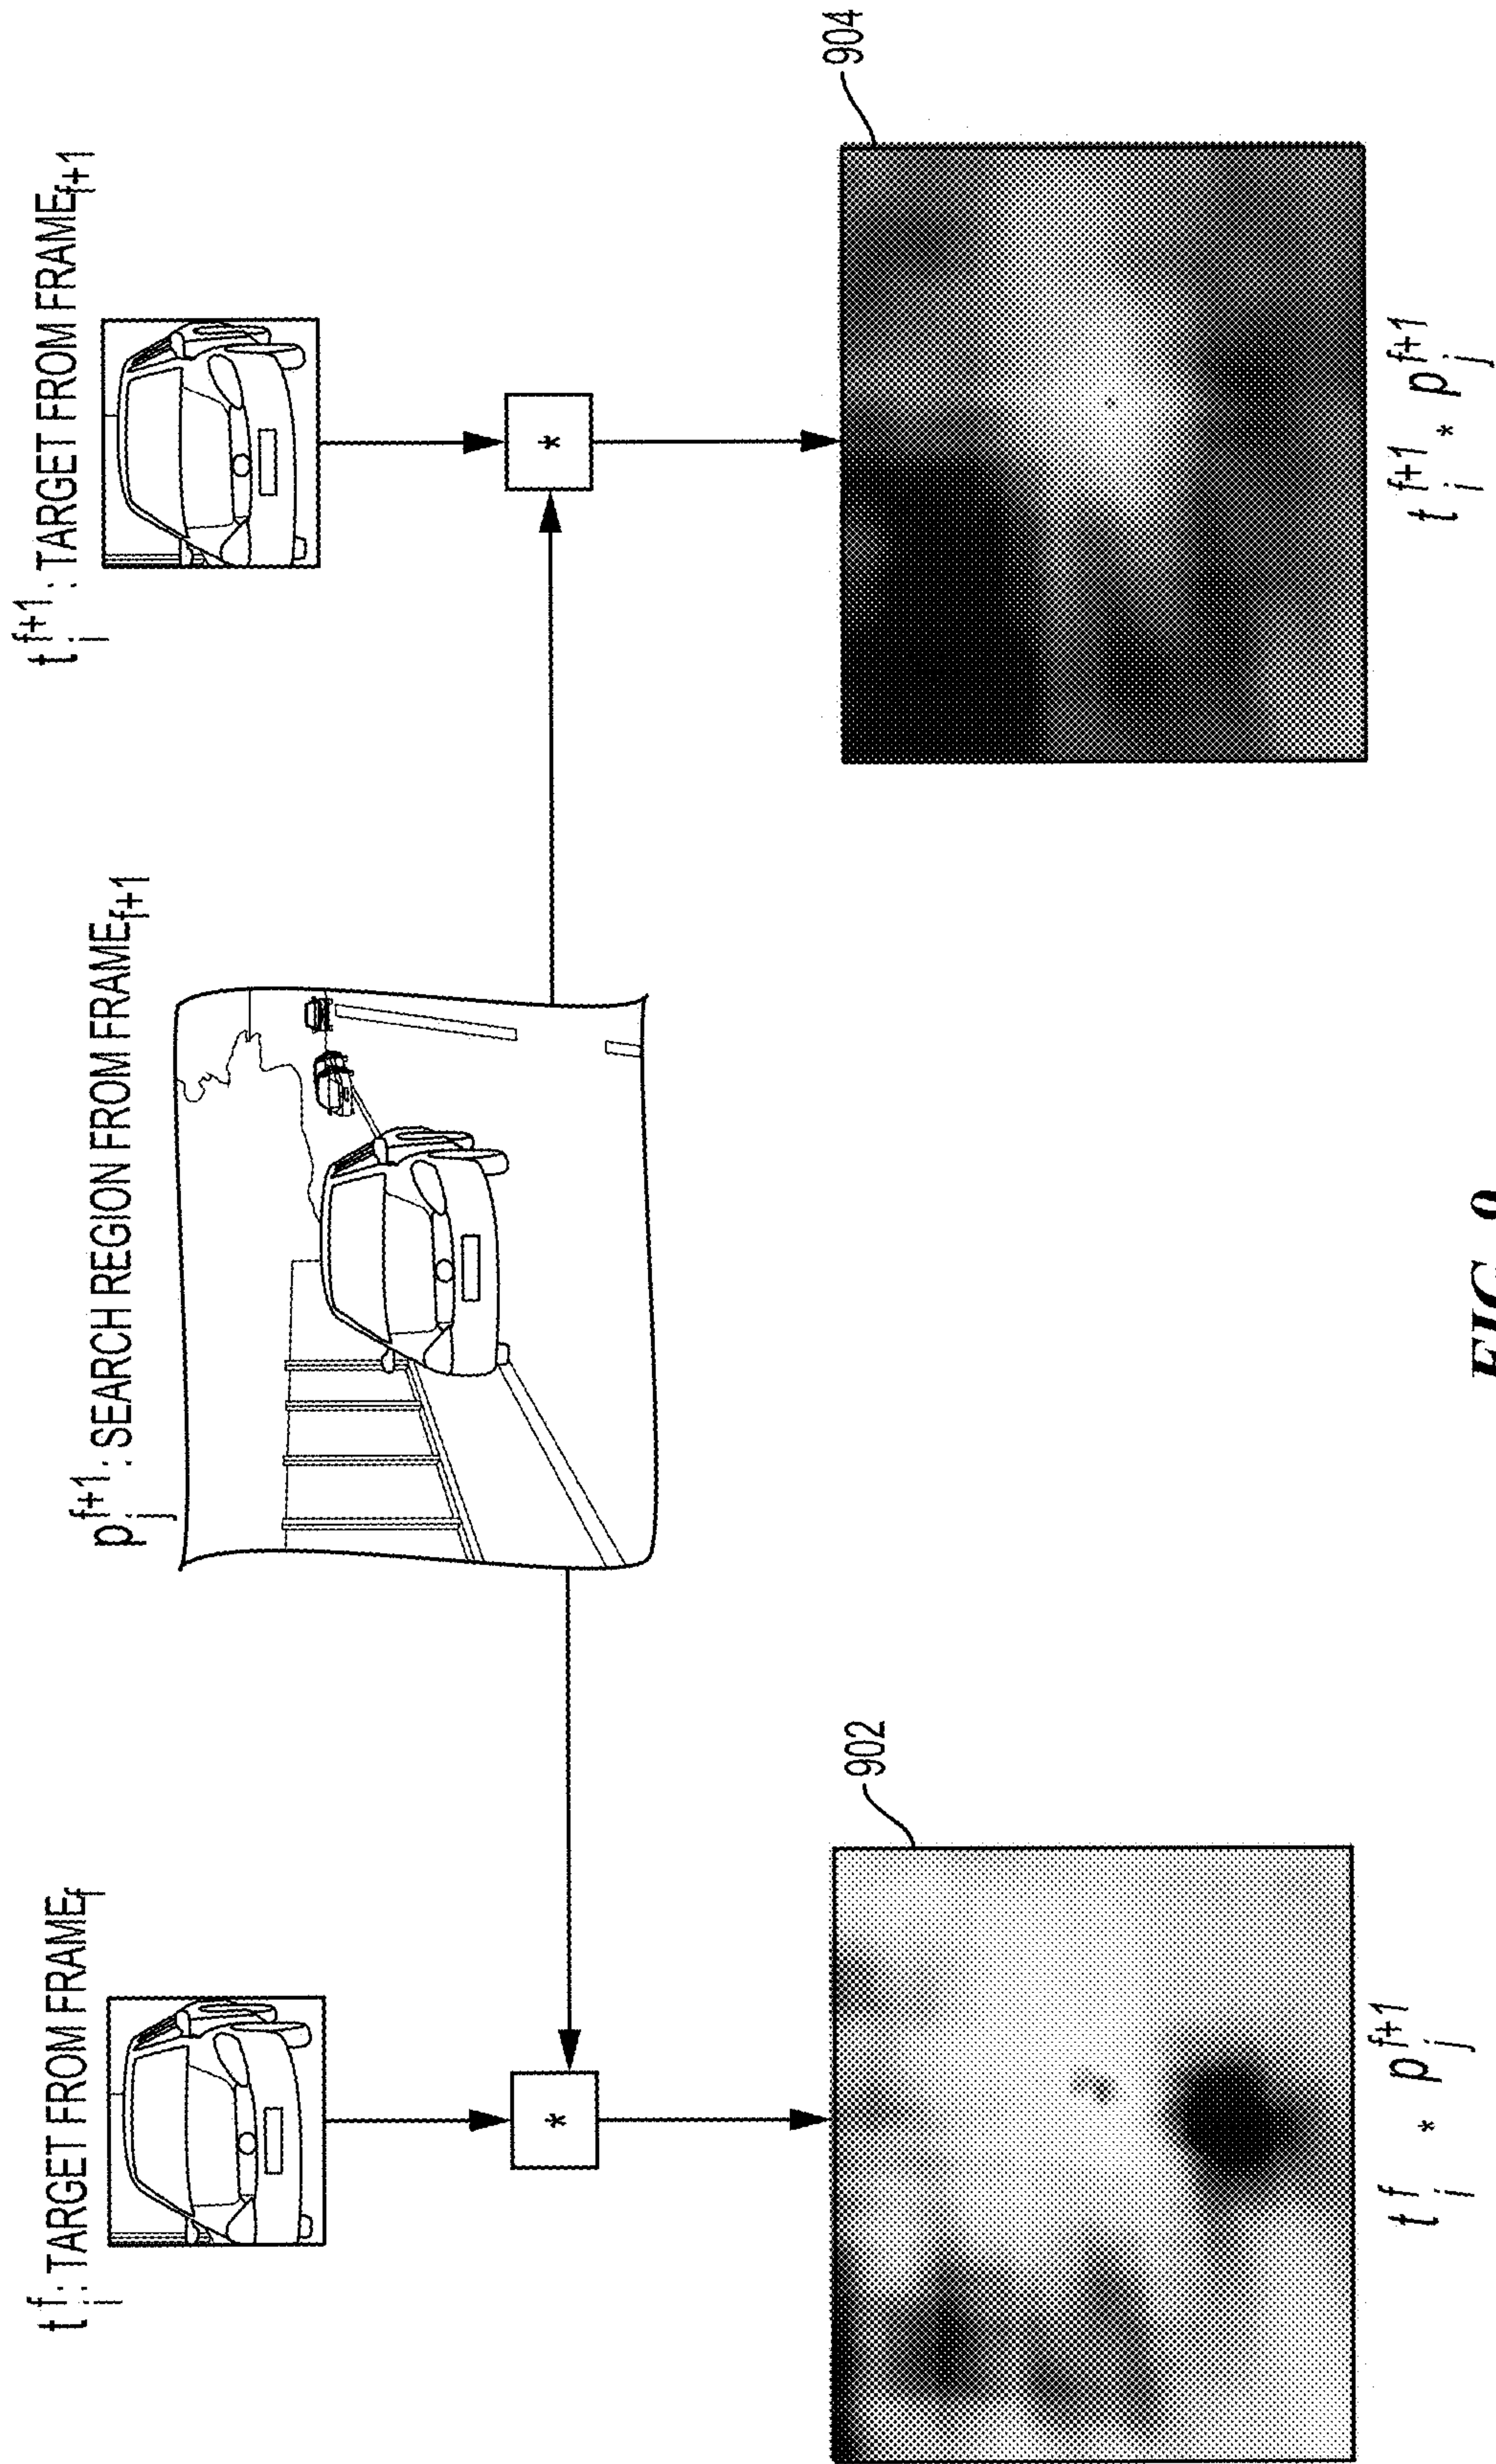 t_i^f : TARGET FROM FRAME_f
p_j^{f+1} : SEARCH REGION FROM FRAME_{f+1}
t_i^{f+1} : TARGET FROM FRAME_{f+1}
*
*
902
904
t_i^f * p_j^{f+1}
t_i^{f+1} * p_j^{f+1}
FIG. 9